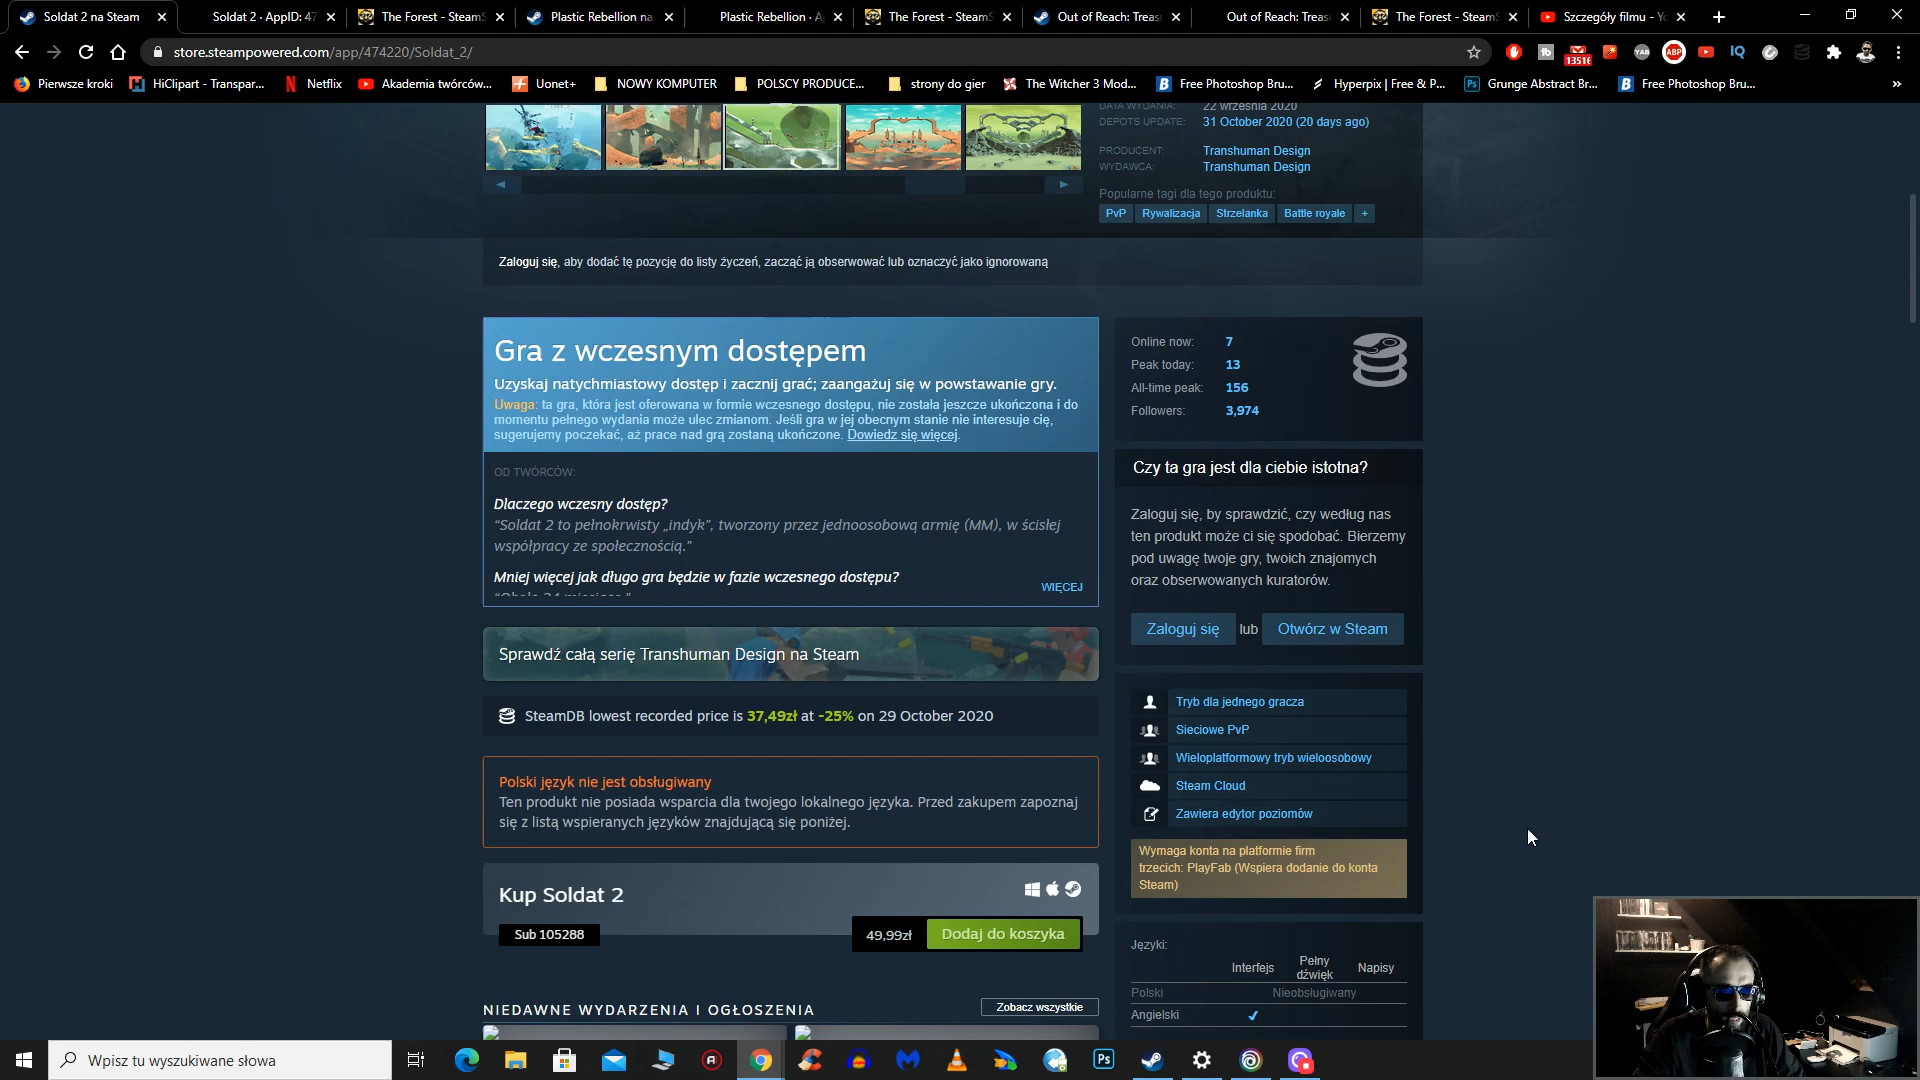 Soldat 2 na Steam
Soldat 2 · AppID: 47
The Forest - SteamS
Plastic Rebellion na
Plastic Rebellion · A
The Forest - SteamS
Out of Reach: Treas
Out of Reach: Treas
The Forest - SteamS
Szczegóły filmu - Yo
store.steampowered.com/app/474220/Soldat_2/
13516
YAB
ABP
IQ
Pierwsze kroki
HiClipart - Transpar...
Netflix
Akademia twórców...
Uonet+
NOWY KOMPUTER
POLSCY PRODUCE...
strony do gier
The Witcher 3 Mod...
Free Photoshop Bru...
Hyperpix | Free & P...
Grunge Abstract Br...
Free Photoshop Bru...
DATA WYDANIA: 22 września 2020
DEPOTS UPDATE: 31 October 2020 (20 days ago)
PRODUCENT: Transhuman Design
WYDAWCA: Transhuman Design
Popularne tagi dla tego produktu:
PvP Rywalizacja Strzelanka Battle royale +
Zaloguj się, aby dodać tę pozycję do listy życzeń, zacząć ją obserwować lub oznaczyć jako ignorowaną
Gra z wczesnym dostępem
Uzyskaj natychmiastowy dostęp i zacznij grać; zaangażuj się w powstawanie gry.
Uwaga: ta gra, która jest oferowana w formie wczesnego dostępu, nie została jeszcze ukończona i do
momentu pełnego wydania może ulec zmianom. Jeśli gra w jej obecnym stanie nie interesuje cię,
sugerujemy poczekać, aż prace nad grą zostaną ukończone. Dowiedz się więcej.
OD TWÓRCÓW:
Dlaczego wczesny dostęp?
“Soldat 2 to pełnokrwisty „indyk”, tworzony przez jednoosobową armię (MM), w ścisłej
współpracy ze społecznością.”
Mniej więcej jak długo gra będzie w fazie wczesnego dostępu?
WIĘCEJ
Sprawdź całą serię Transhuman Design na Steam
SteamDB lowest recorded price is 37,49zł at -25% on 29 October 2020
Polski język nie jest obsługiwany
Ten produkt nie posiada wsparcia dla twojego lokalnego języka. Przed zakupem zapoznaj
się z listą wspieranych języków znajdującą się poniżej.
Kup Soldat 2
Sub 105288
49,99zł
Dodaj do koszyka
NIEDAWNE WYDARZENIA I OGŁOSZENIA
Zobacz wszystkie
Online now: 7
Peak today: 13
All-time peak: 156
Followers: 3,974
Czy ta gra jest dla ciebie istotna?
Zaloguj się, by sprawdzić, czy według nas
ten produkt może ci się spodobać. Bierzemy
pod uwagę twoje gry, twoich znajomych
oraz obserwowanych kuratorów.
Zaloguj się lub Otwórz w Steam
Tryb dla jednego gracza
Sieciowe PvP
Wieloplatformowy tryb wieloosobowy
Steam Cloud
Zawiera edytor poziomów
Wymaga konta na platformie firm
trzecich: PlayFab (Wspiera dodanie do konta
Steam)
Języki:
Interfejs
Pełny
dźwięk
Napisy
Polski Nieobsługiwany
Angielski
Wpisz tu wyszukiwane słowa
Ps